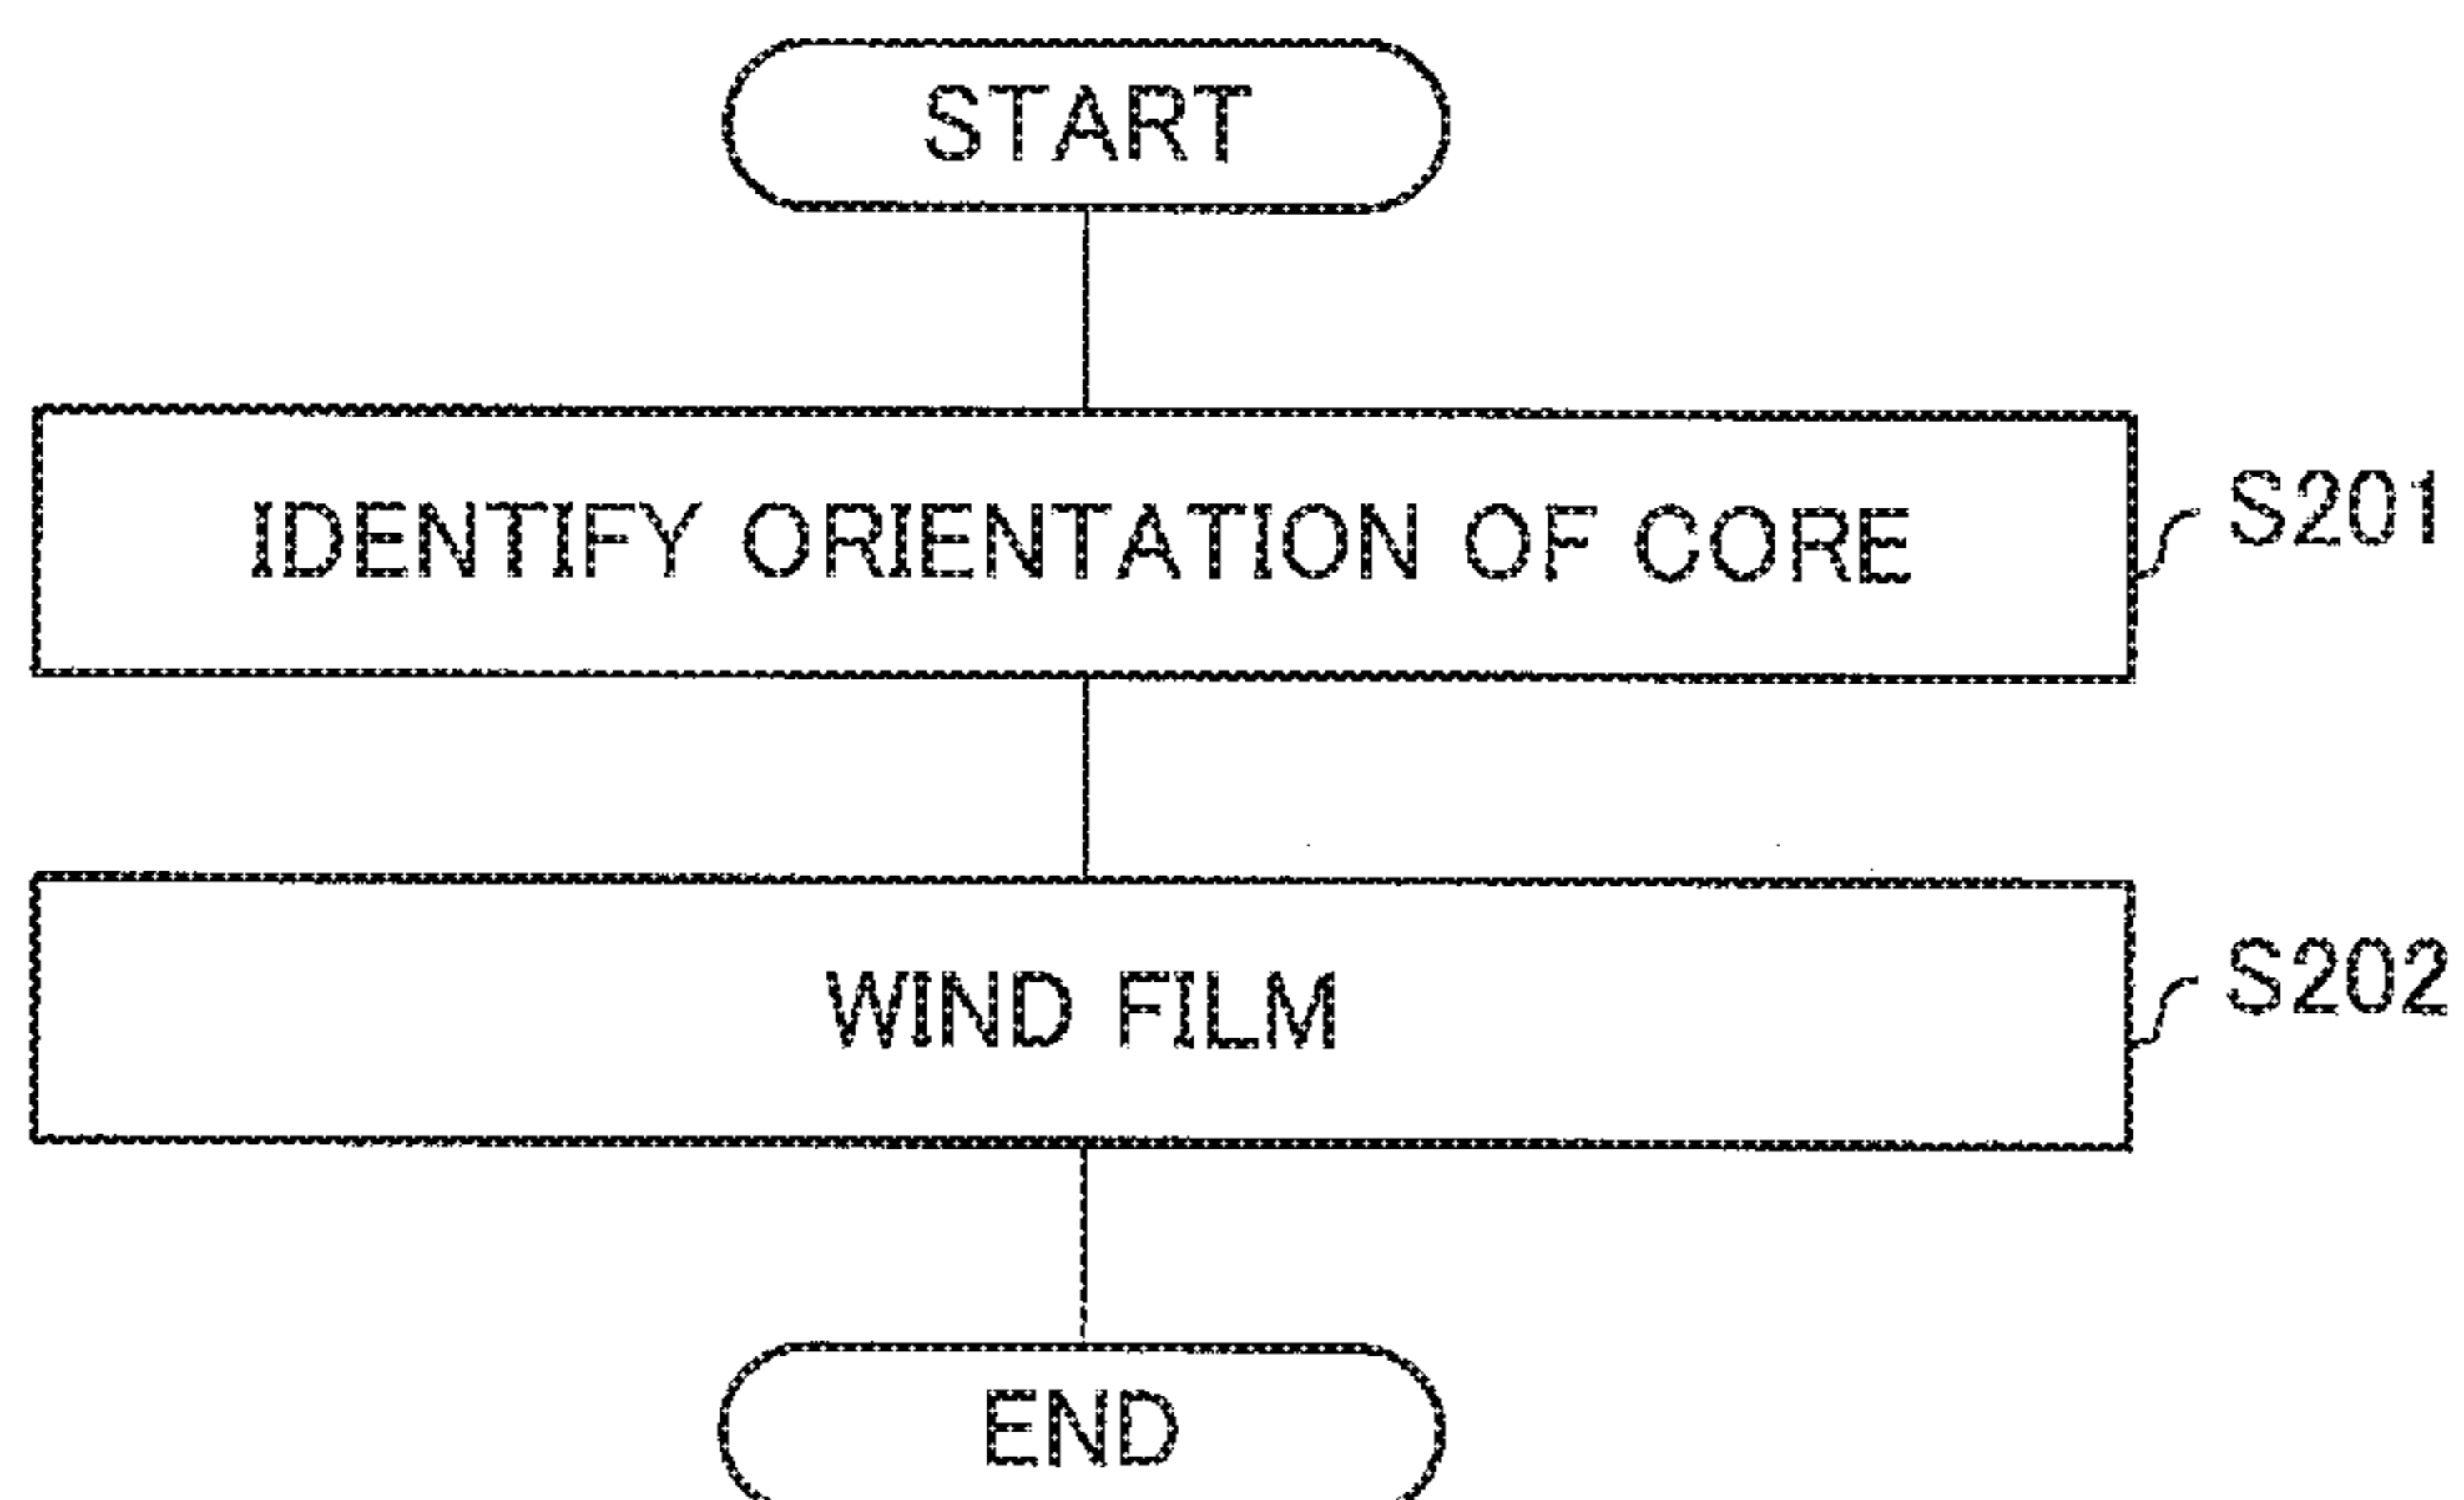 START
IDENTIFY ORIENTATION OF CORE
S201
WIND FILM
S202
END